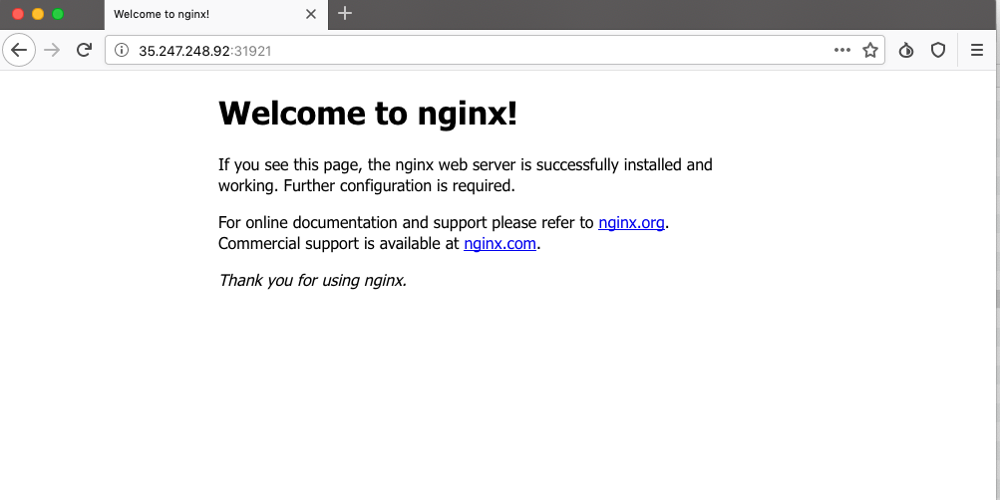 Welcome to nginx!
35.247.248.92:31921
Welcome to nginx!
If you see this page, the nginx web server is successfully installed and
working. Further configuration is required.
For online documentation and support please refer to nginx.org.
Commercial support is available at nginx.com.
Thank you for using nginx.